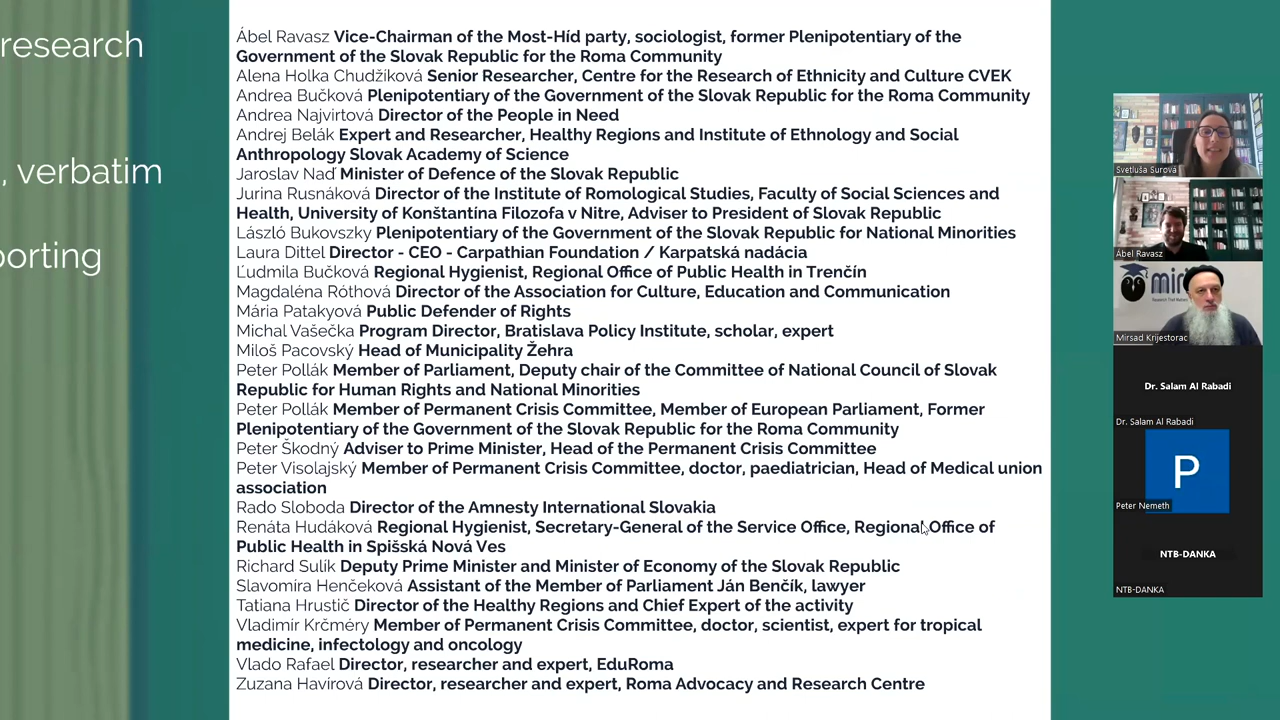 research
, verbatim
porting
Ábel Ravasz Vice-Chairman of the Most-Híd party, sociologist, former Plenipotentiary of the
Government of the Slovak Republic for the Roma Community
Alena Holka Chudžiková Senior Researcher, Centre for the Research of Ethnicity and Culture CVEK
Andrea Bučková Plenipotentiary of the Government of the Slovak Republic for the Roma Community
Andrea Najvirtová Director of the People in Need
Andrej Belák Expert and Researcher, Healthy Regions and Institute of Ethnology and Social
Anthropology Slovak Academy of Science
Jaroslav Naď Minister of Defence of the Slovak Republic
Jurina Rusnáková Director of the Institute of Romological Studies, Faculty of Social Sciences and
Health, University of Konštantína Filozofa v Nitre, Adviser to President of Slovak Republic
László Bukovszky Plenipotentiary of the Government of the Slovak Republic for National Minorities
Laura Dittel Director - CEO - Carpathian Foundation / Karpatská nadácia
Ľudmila Bučková Regional Hygienist, Regional Office of Public Health in Trenčín
Magdaléna Róthová Director of the Association for Culture, Education and Communication
Mária Patakyová Public Defender of Rights
Michal Vašečka Program Director, Bratislava Policy Institute, scholar, expert
Miloš Pacovský Head of Municipality Žehra
Peter Pollák Member of Parliament, Deputy chair of the Committee of National Council of Slovak
Republic for Human Rights and National Minorities
Peter Pollák Member of Permanent Crisis Committee, Member of European Parliament, Former
Plenipotentiary of the Government of the Slovak Republic for the Roma Community
Peter Škodný Adviser to Prime Minister, Head of the Permanent Crisis Committee
Peter Visolajský Member of Permanent Crisis Committee, doctor, paediatrician, Head of Medical union
association
Rado Sloboda Director of the Amnesty International Slovakia
Renáta Hudáková Regional Hygienist, Secretary-General of the Service Office, Regional Office of
Public Health in Spišská Nová Ves
Richard Sulík Deputy Prime Minister and Minister of Economy of the Slovak Republic
Slavomíra Henčeková Assistant of the Member of Parliament Ján Benčík, lawyer
Tatiana Hrustič Director of the Healthy Regions and Chief Expert of the activity
Vladimír Krčméry Member of Permanent Crisis Committee, doctor, scientist, expert for tropical
medicine, infectology and oncology
Vlado Rafael Director, researcher and expert, EduRoma
Zuzana Havírová Director, researcher and expert, Roma Advocacy and Research Centre
Svetluša Surová
Ábel Ravasz
Mirsad Krijestorac
Dr. Salam Al Rabadi
Dr. Salam Al Rabadi
P
Peter Nemeth
NTB-DANKA
NTB-DANKA